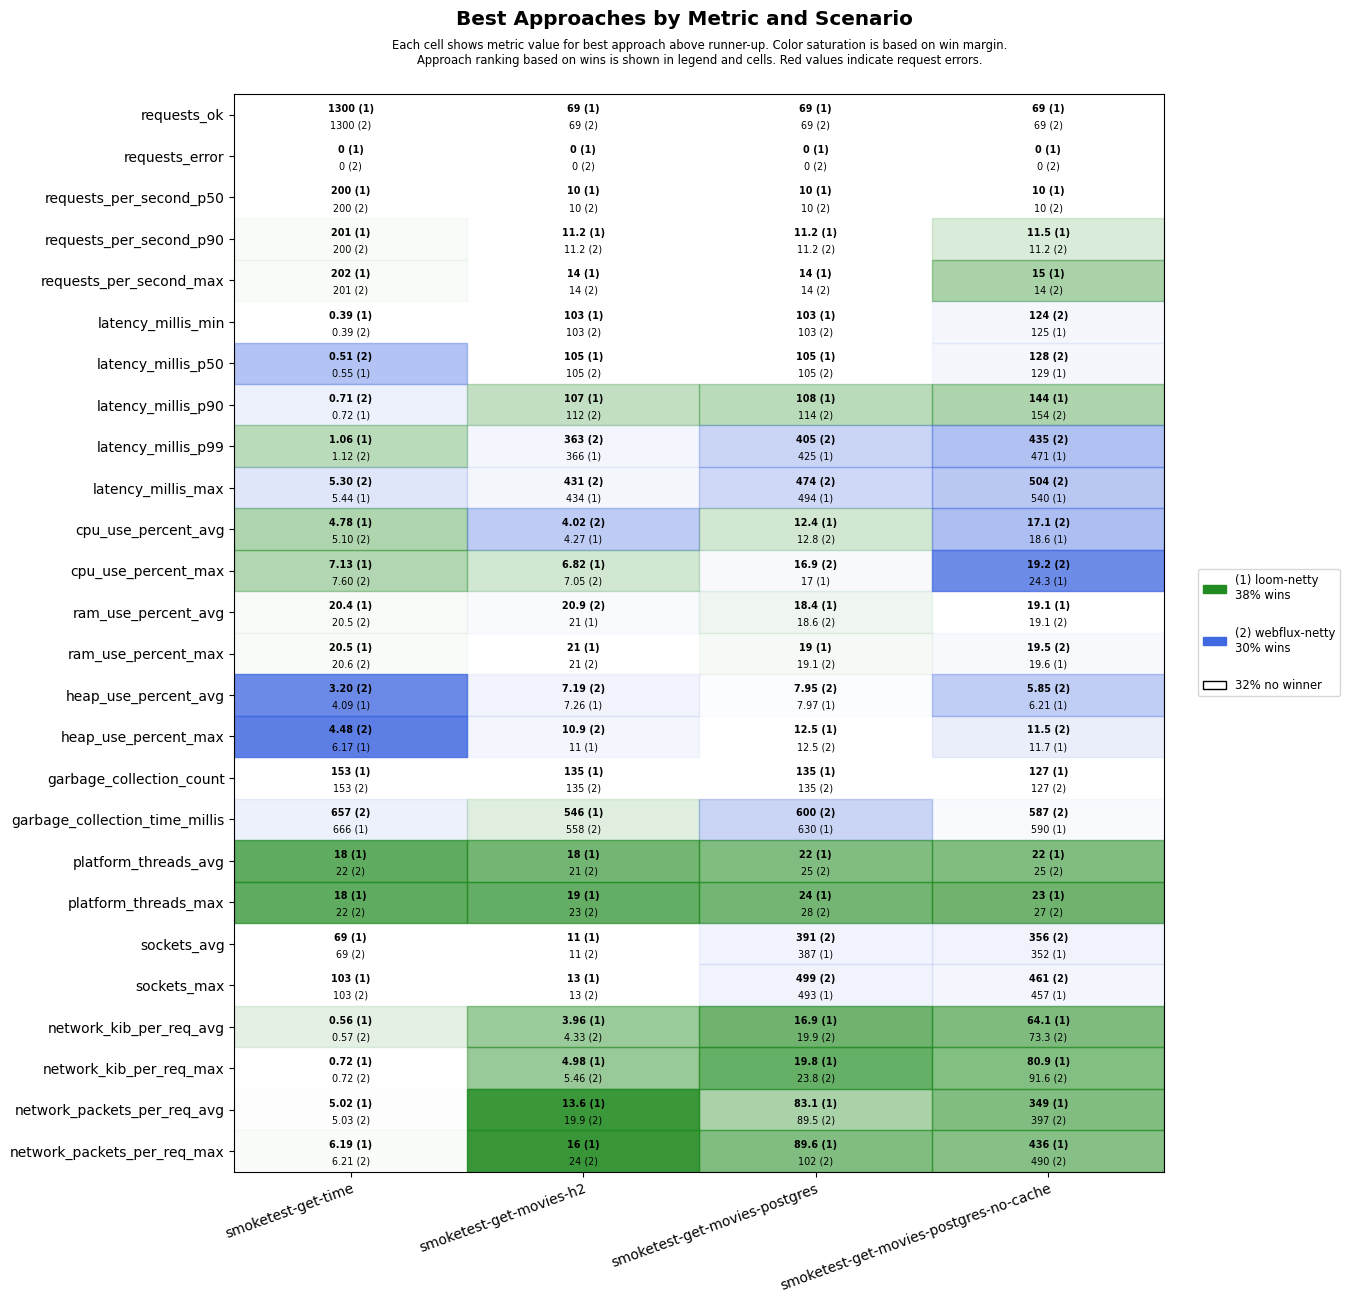 Best Approaches by Metric and Scenario
Each cell shows metric value for best approach above runner-up. Color saturation is based on win margin.
Approach ranking based on wins is shown in legend and cells. Red values indicate request errors.
requests_ok
1300 (1) 69 (1) 69 (1) 69 (1)
1300 (2) 69 (2) 69 (2) 69 (2)
requests_error
0 (1) 0 (1) 0 (1) 0 (1)
0 (2) 0 (2) 0 (2) 0 (2)
requests_per_second_p50
200 (1) 10 (1) 10 (1) 10 (1)
200 (2) 10 (2) 10 (2) 10 (2)
requests_per_second_p90
201 (1) 11.2 (1) 11.2 (1) 11.5 (1)
200 (2) 11.2 (2) 11.2 (2) 11.2 (2)
requests_per_second_max
202 (1) 14 (1) 14 (1) 15 (1)
201 (2) 14 (2) 14 (2) 14 (2)
latency_millis_min
0.39 (1) 103 (1) 103 (1) 124 (2)
0.39 (2) 103 (2) 103 (2) 125 (1)
latency_millis_p50
0.51 (2) 105 (1) 105 (1) 128 (2)
0.55 (1) 105 (2) 105 (2) 129 (1)
latency_millis_p90
0.71 (2) 107 (1) 108 (1) 144 (1)
0.72 (1) 112 (2) 114 (2) 154 (2)
latency_millis_p99
1.06 (1) 363 (2) 405 (2) 435 (2)
1.12 (2) 366 (1) 425 (1) 471 (1)
latency_millis_max
5.30 (2) 431 (2) 474 (2) 504 (2)
5.44 (1) 434 (1) 494 (1) 540 (1)
cpu_use_percent_avg
4.78 (1) 4.02 (2) 12.4 (1) 17.1 (2)
5.10 (2) 4.27 (1) 12.8 (2) 18.6 (1)
cpu_use_percent_max
7.13 (1) 6.82 (1) 16.9 (2) 19.2 (2)
7.60 (2) 7.05 (2) 17 (1) 24.3 (1)
ram_use_percent_avg
20.4 (1) 20.9 (2) 18.4 (1) 19.1 (1)
20.5 (2) 21 (1) 18.6 (2) 19.1 (2)
ram_use_percent_max
20.5 (1) 21 (1) 19 (1) 19.5 (2)
20.6 (2) 21 (2) 19.1 (2) 19.6 (1)
heap_use_percent_avg
3.20 (2) 7.19 (2) 7.95 (2) 5.85 (2)
4.09 (1) 7.26 (1) 7.97 (1) 6.21 (1)
heap_use_percent_max
4.48 (2) 10.9 (2) 12.5 (1) 11.5 (2)
6.17 (1) 11 (1) 12.5 (2) 11.7 (1)
garbage_collection_count
153 (1) 135 (1) 135 (1) 127 (1)
153 (2) 135 (2) 135 (2) 127 (2)
garbage_collection_time_millis
657 (2) 546 (1) 600 (2) 587 (2)
666 (1) 558 (2) 630 (1) 590 (1)
platform_threads_avg
18 (1) 18 (1) 22 (1) 22 (1)
22 (2) 21 (2) 25 (2) 25 (2)
platform_threads_max
18 (1) 19 (1) 24 (1) 23 (1)
22 (2) 23 (2) 28 (2) 27 (2)
sockets_avg
69 (1) 11 (1) 391 (2) 356 (2)
69 (2) 11 (2) 387 (1) 352 (1)
sockets_max
103 (1) 13 (1) 499 (2) 461 (2)
103 (2) 13 (2) 493 (1) 457 (1)
network_kib_per_req_avg
0.56 (1) 3.96 (1) 16.9 (1) 64.1 (1)
0.57 (2) 4.33 (2) 19.9 (2) 73.3 (2)
network_kib_per_req_max
0.72 (1) 4.98 (1) 19.8 (1) 80.9 (1)
0.72 (2) 5.46 (2) 23.8 (2) 91.6 (2)
network_packets_per_req_avg
5.02 (1) 13.6 (1) 83.1 (1) 349 (1)
5.03 (2) 19.9 (2) 89.5 (2) 397 (2)
network_packets_per_req_max
6.19 (1) 16 (1) 89.6 (1) 436 (1)
6.21 (2) 24 (2) 102 (2) 490 (2)
smoketest-get-time
smoketest-get-movies-h2
smoketest-get-movies-postgres
smoketest-get-movies-postgres-no-cache
(1) loom-netty
38% wins
(2) webflux-netty
30% wins
32% no winner